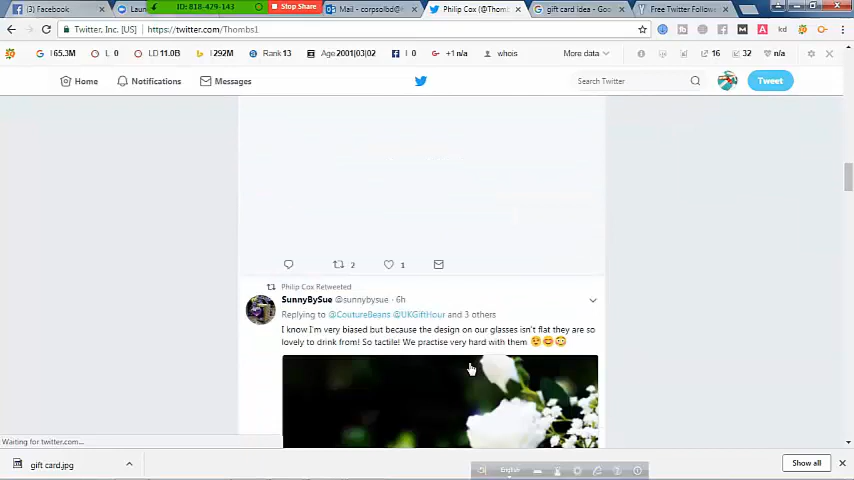 (3) Facebook
Laun
ID: 818-429-143
Stop Share
Mail - corpsolbd@
Philip Cox (@Thomb
gift card idea - Goo
Free Twitter Follow
Twitter, Inc. [US]
https://twitter.com/Thombs1
I 65.3M
L 0
LD 11.0B
I 292M
Rank 13
Age 2001|03|02
I
0
+1 n/a
whois
More data
16
32
n/a
Home
Notifications
Messages
Search Twitter
Tweet
2
1
Philip Cox Retweeted
SunnyBySue @sunnybysue · 6h
Replying to @CoutureBeans @UKGiftHour and 3 others
I know I'm very biased but because the design on our glasses isn't flat they are so
lovely to drink from! So tactile! We practise very hard with them 😉😄😳
Waiting for twitter.com...
gift card.jpg
Show all
English